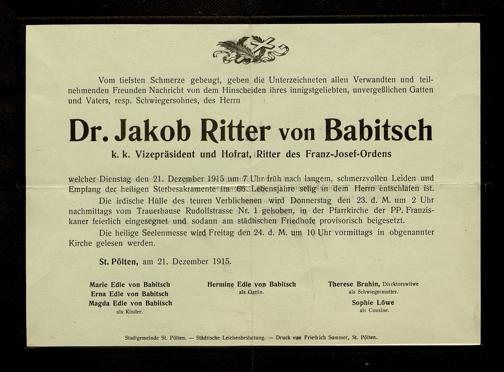 Vom tiefsten Schmerze gebeugt, geben die Unterzeichneten allen Verwandten und teil-
nehmenden Freunden Nachricht von dem Hinscheiden ihres innigstgeliebten, unvergeßlichen Gatten
und Vaters, resp. Schwiegersohnes, des Herrn
Dr. Jakob Ritter von Babitsch
k. k. Vizepräsident und Hofrat, Ritter des Franz-Josef-Ordens
welcher Dienstag den 21. Dezember 1915 um 7 Uhr früh nach langem, schmerzvollen Leiden und
Empfang der heiligen Sterbesakramente im 66. Lebensjahre selig in dem Herrn entschlafen ist.
Die irdische Hülle des teuren Verblichenen wird Donnerstag den 23. d. M. um 2 Uhr
nachmittags vom Trauerhause Rudolfstrasse Nr. 1 gehoben, in der Pfarrkirche der PP. Franzis-
kaner feierlich eingesegnet und sodann am städtischen Friedhofe provisorisch beigesetzt.
Die heilige Seelenmesse wird Freitag den 24. d. M. um 10 Uhr vormittags in obgenannter
Kirche gelesen werden.
St. Pölten, am 21. Dezember 1915.
Marie Edle von Babitsch
Erna Edle von Babitsch
Magda Edle von Babitsch
als Kinder.
Hermine Edle von Babitsch
als Gattin.
Therese Bruhin, Direktorswitwe
als Schwiegermutter.
Sophie Löwe
als Cousine.
Stadtgemeinde St. Pölten. — Städtische Leichenbestattung. — Druck von Friedrich Sommer, St. Pölten.